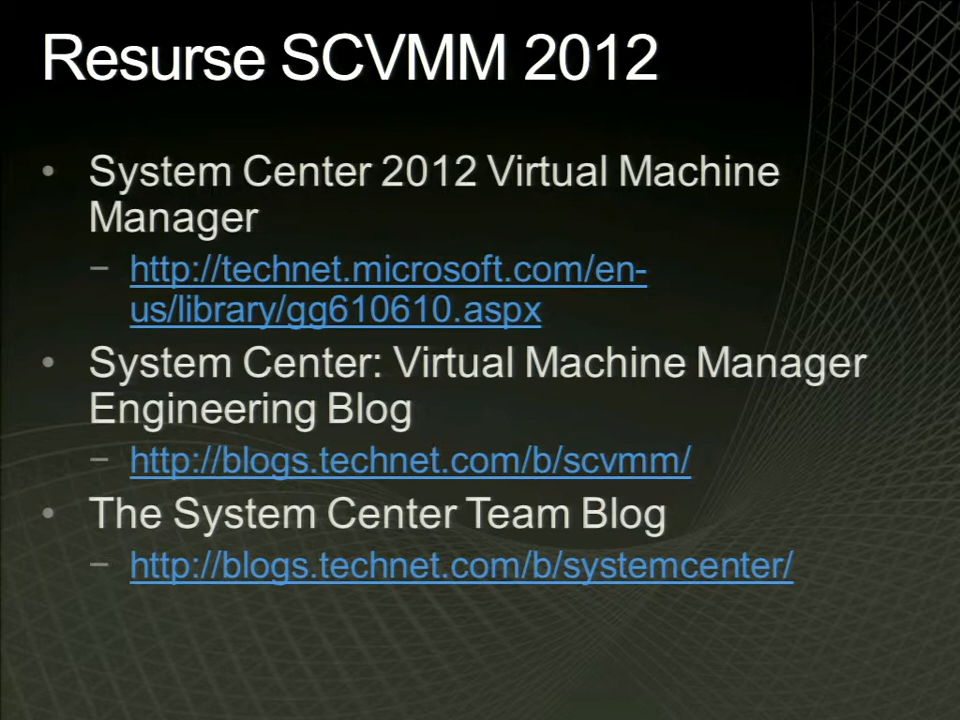 Resurse SCVMM 2012
• System Center 2012 Virtual Machine
Manager
– http://technet.microsoft.com/en-
us/library/gg610610.aspx
• System Center: Virtual Machine Manager
Engineering Blog
– http://blogs.technet.com/b/scvmm/
• The System Center Team Blog
– http://blogs.technet.com/b/systemcenter/